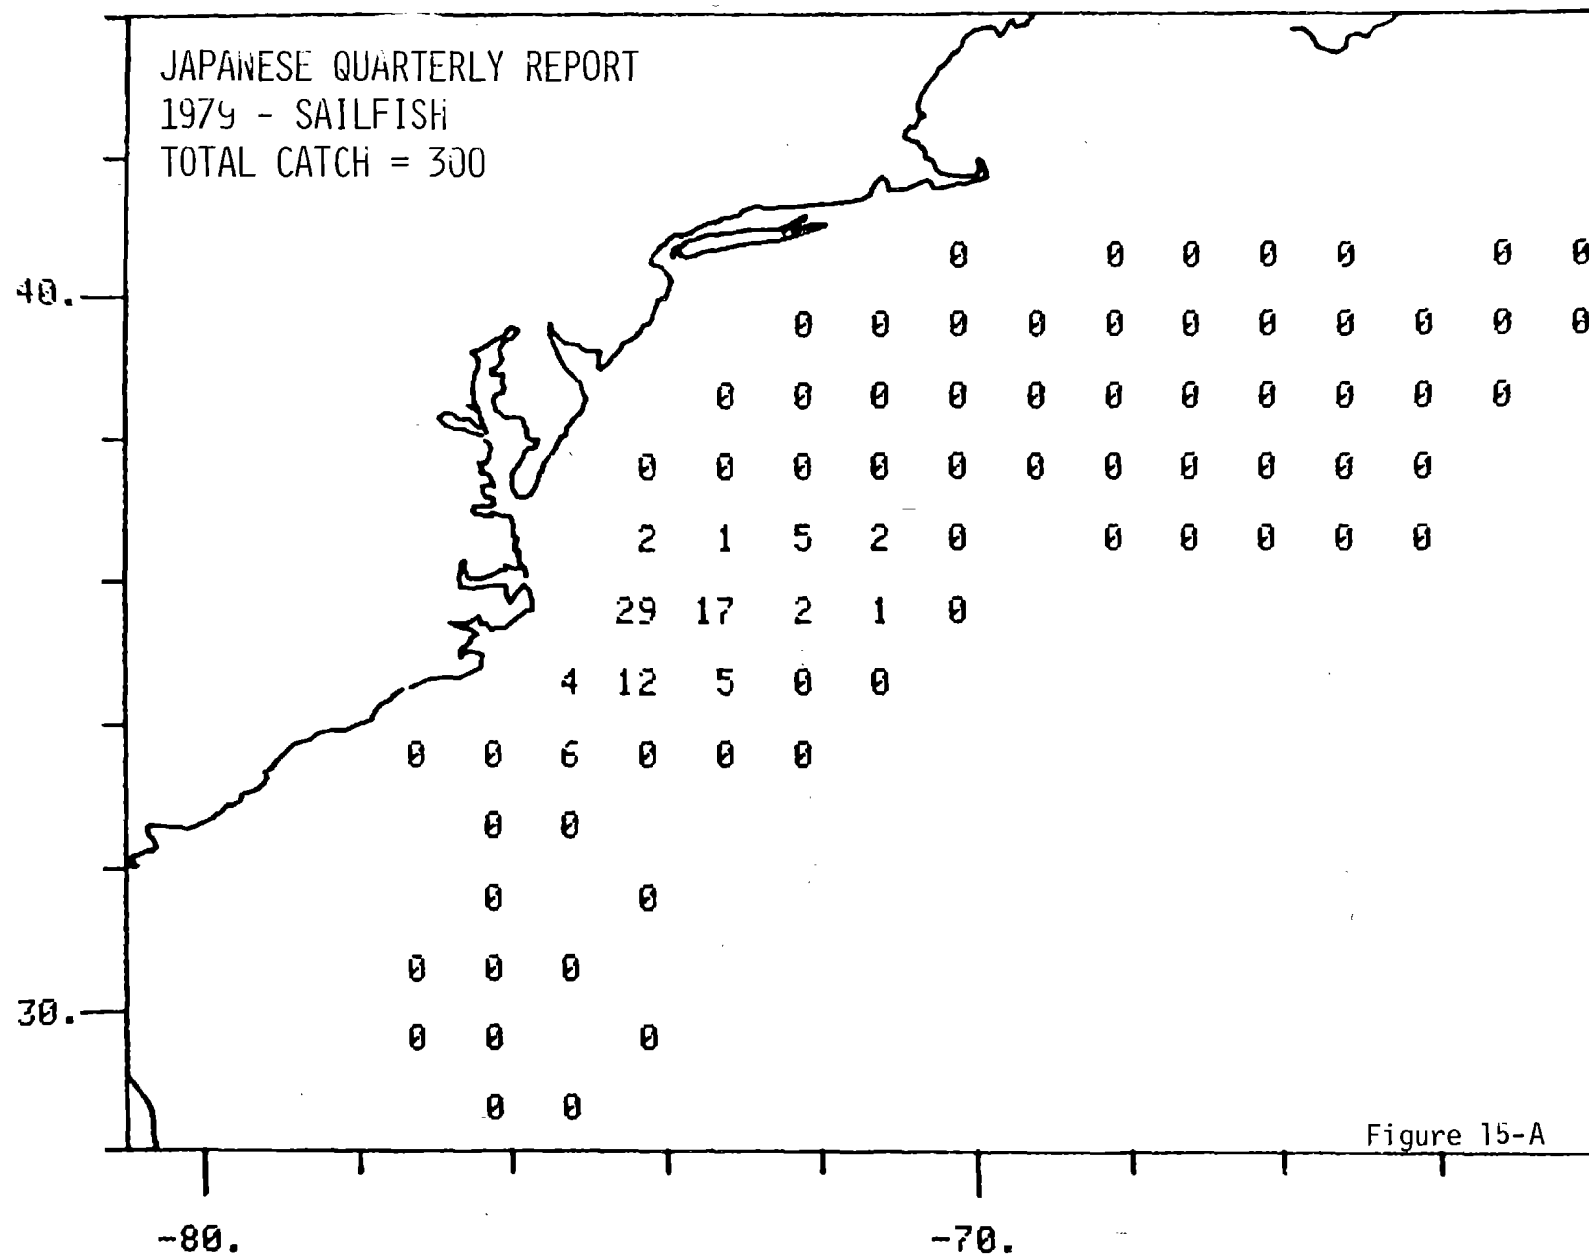 JAPANESE QUARTERLY REPORT
1979 - SAILFISH
TOTAL CATCH = 300
0 0 0 0 0 0 0
40.
0 0 0 0 0 0 0 0 0 0 0
0 0 0 0 0 0 0 0 0 0 0
0 0 0 0 0 0 0 0 0 0 0
2 1 5 2 0 0 0 0 0 0
29 17 2 1 0
4 12 5 0 0
0 0 6 0 0 0
0 0
0 0
0 0 0
30.
0 0 0
0 0
Figure 15-A
-80. -70.